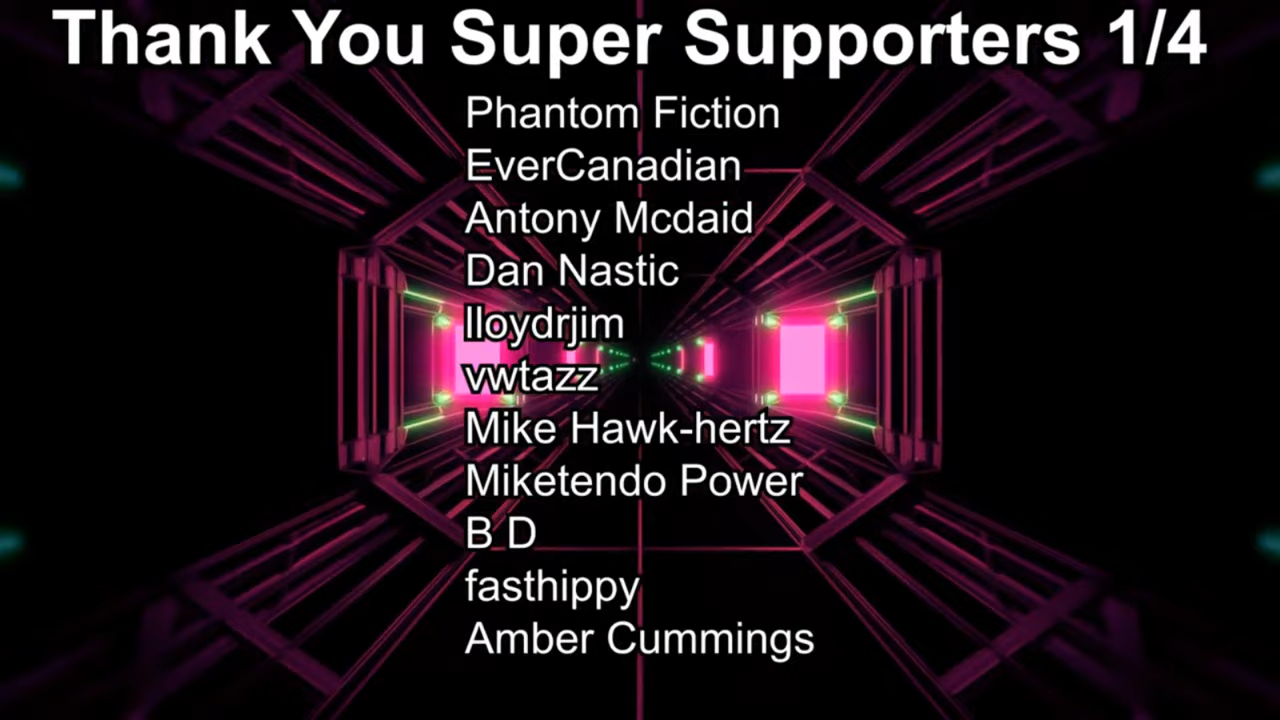 Thank You Super Supporters 1/4
Phantom Fiction
EverCanadian
Antony Mcdaid
Dan Nastic
lloydrjim
vwtazz
Mike Hawk-hertz
Miketendo Power
B D
fasthippy
Amber Cummings